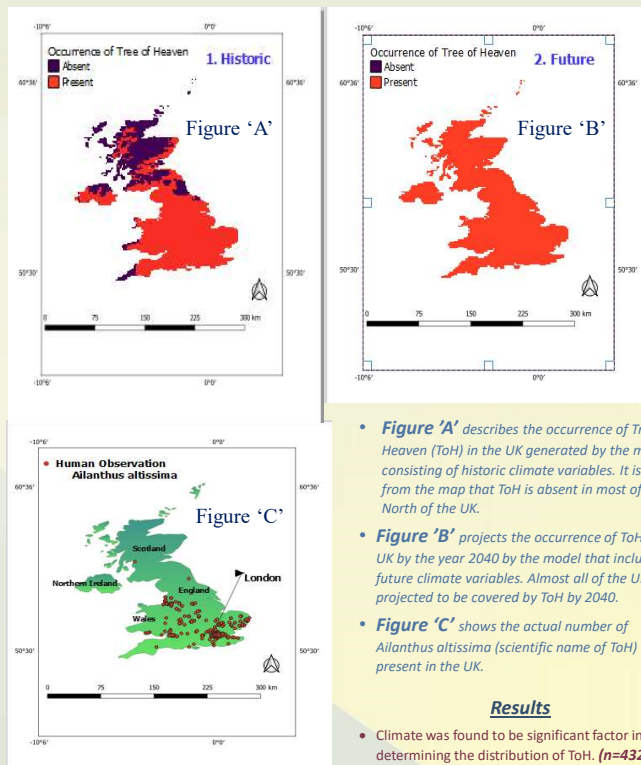 -10°6'
0°0'
Occurrence of Tree of Heaven
Absent
Present
1. Historic
60°36'
60°36'
Figure ‘A’
50°30'
50°30'
0 75 150 225 300 km
-10°6'
0°0'
-10°6'
0°0'
Occurrence of Tree of Heaven
Absent
Present
2. Future
60°36'
60°36'
Figure ‘B’
50°30'
50°30'
0 75 150 225 300 km
-10°6'
0°0'
-10°6'
0°0'
Human Observation
Ailanthus altissima
60°36'
60°36'
Figure ‘C’
Scotland
Northern Ireland
England
London
Wales
50°30'
50°30'
0 75 150 225 300 km
-10°6'
0°0'
• Figure ’A’ describes the occurrence of
Heaven (ToH) in the UK generated by the
consisting of historic climate variables. It is
from the map that ToH is absent in most of
North of the UK.
• Figure ‘B’ projects the occurrence of ToH
UK by the year 2040 by the model that
future climate variables. Almost all of the
projected to be covered by ToH by 2040.
• Figure ‘C’ shows the actual number of
Ailanthus altissima (scientific name of ToH)
present in the UK.
Results
• Climate was found to be significant factor in
determining the distribution of ToH. (n=432